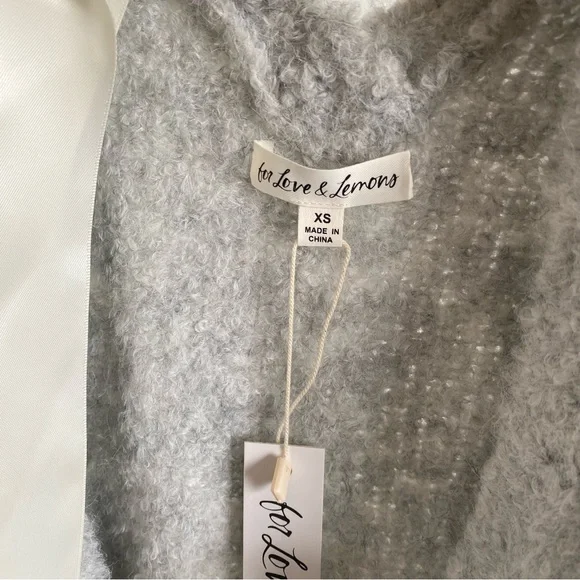 for Love & Lemons
XS
MADE IN
CHINA
for Love